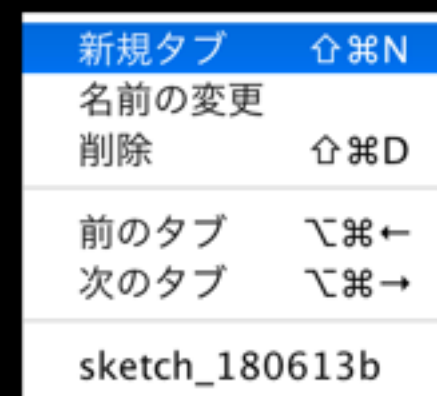 新規タブ ⇧⌘N
名前の変更
削除 ⇧⌘D
前のタブ ⌥⌘←
次のタブ ⌥⌘→
sketch_180613b